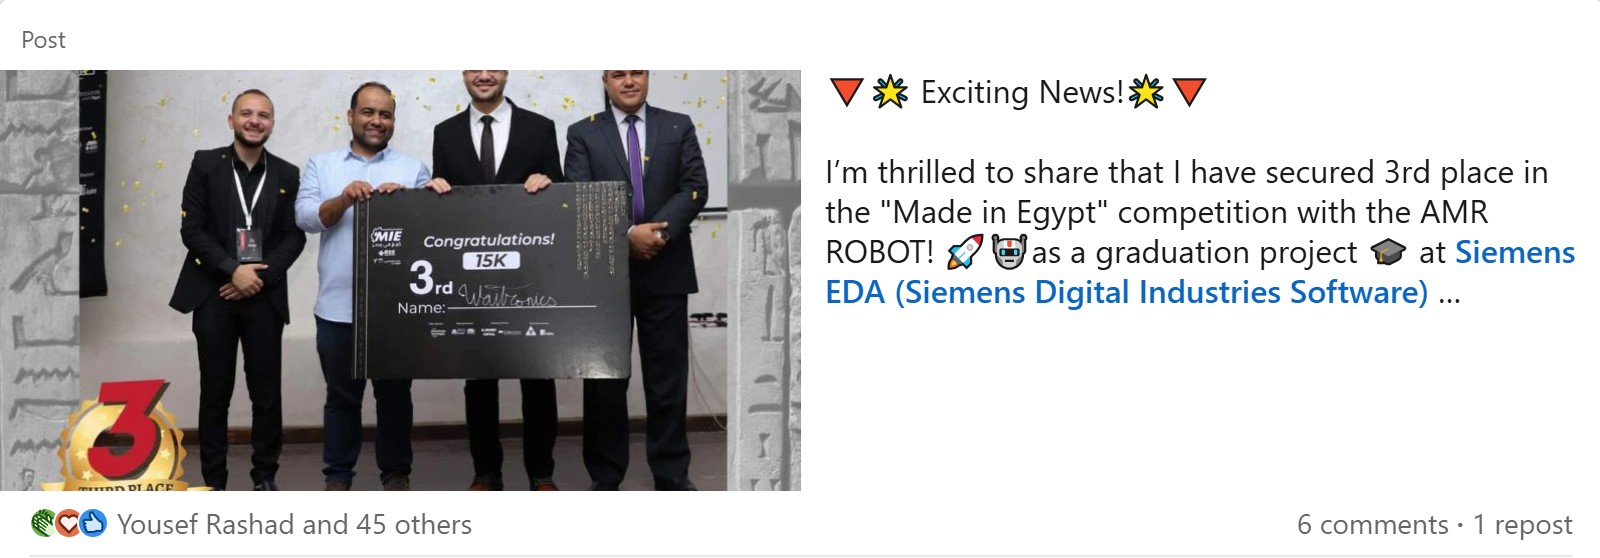 Post
🔻🌟 Exciting News!🌟🔻
I'm thrilled to share that I have secured 3rd place in
the "Made in Egypt" competition with the AMR
ROBOT! 🚀🤖as a graduation project 🎓 at Siemens
EDA (Siemens Digital Industries Software) ...
MIE
IEEE
Congratulations!
15K
3rd
Name: Waitronics
3
THIRD PLACE
Yousef Rashad and 45 others
6 comments · 1 repost